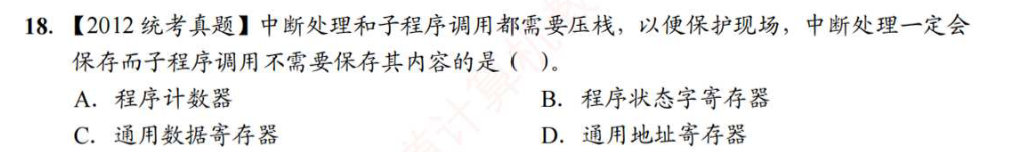 18. 【2012 统考真题】中断处理和子程序调用都需要压栈，以便保护现场，中断处理一定会
保存而子程序调用不需要保存其内容的是（ ）。
A. 程序计数器 B. 程序状态字寄存器
C. 通用数据寄存器 D. 通用地址寄存器